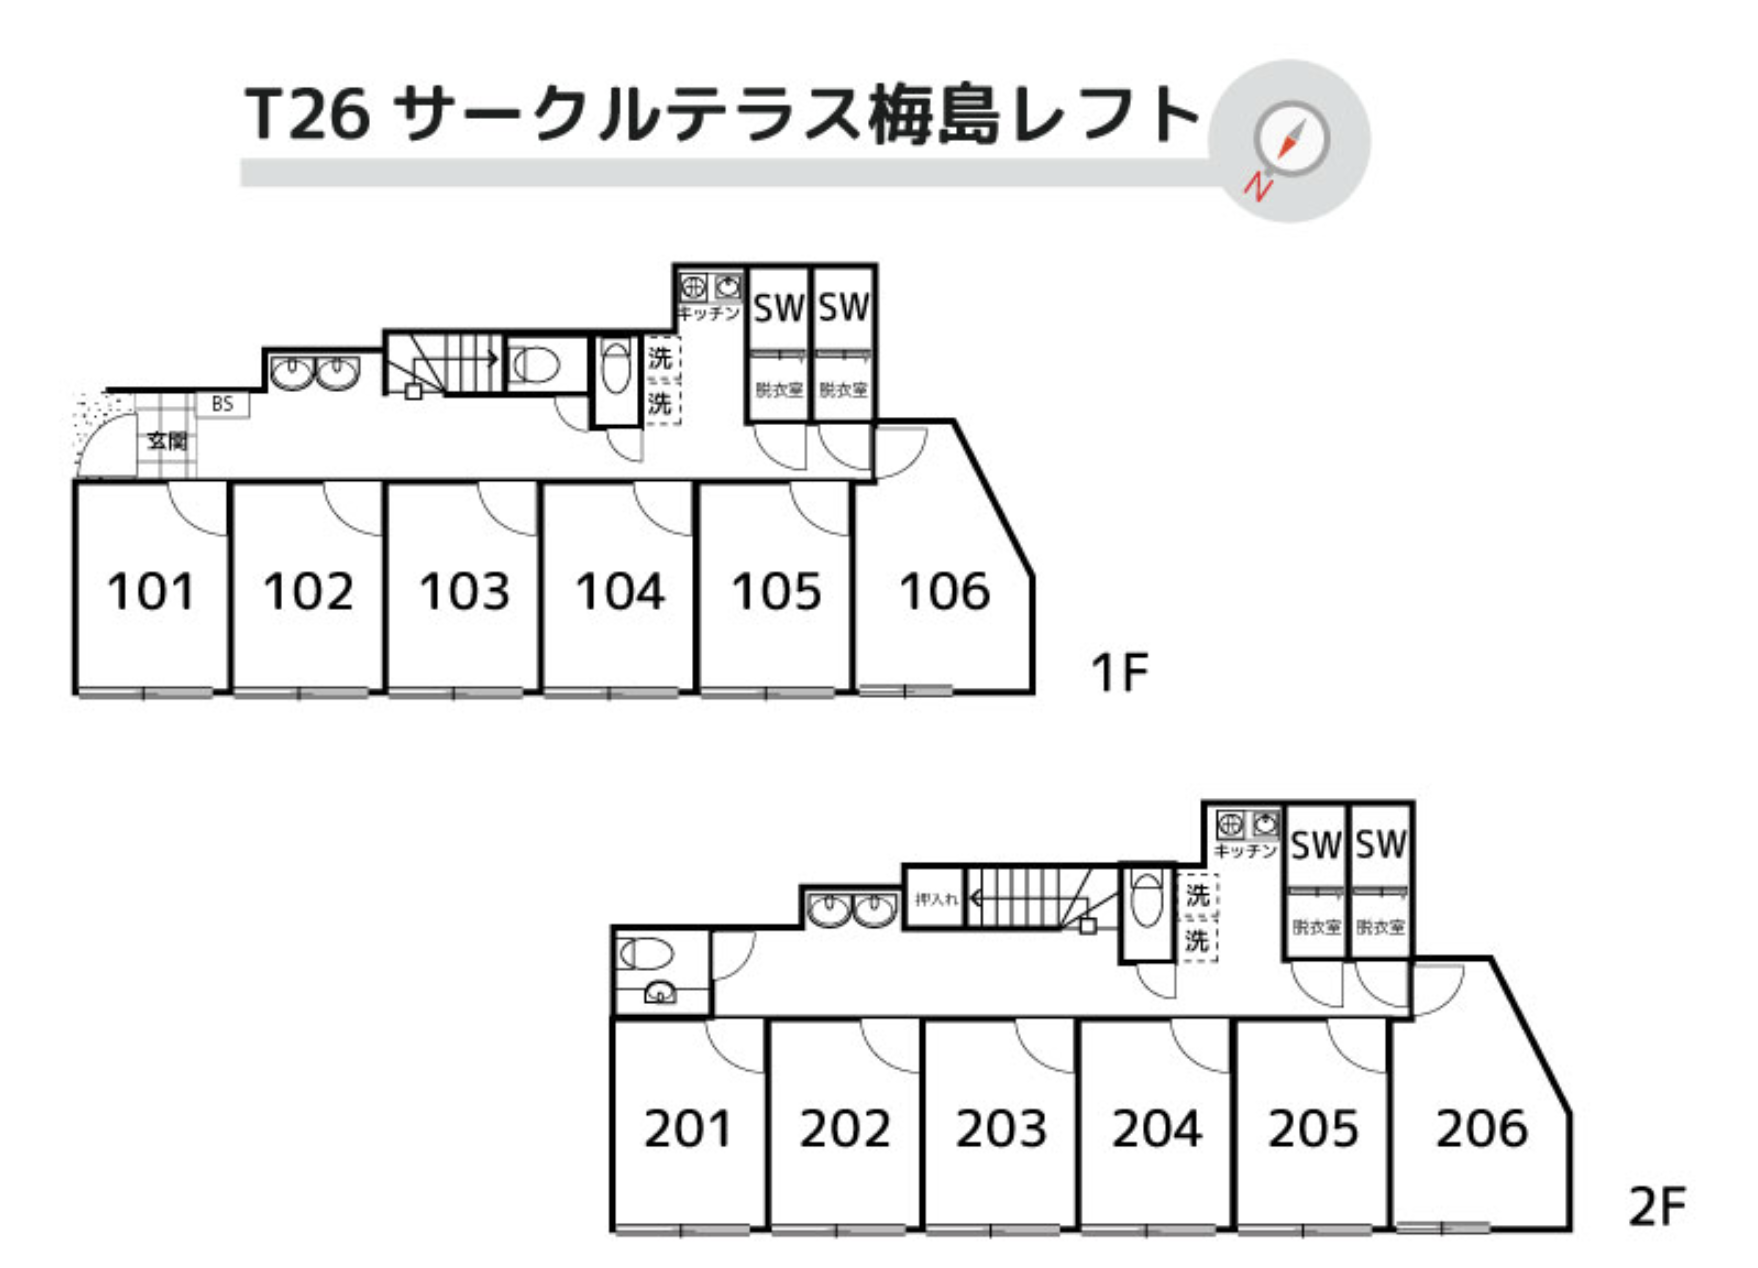 T26 サークルテラス梅島レフト
N
キッチン
SW
SW
洗
洗
脱衣室
脱衣室
BS
玄関
101
102
103
104
105
106
1F
キッチン
SW
SW
押入れ
洗
洗
脱衣室
脱衣室
201
202
203
204
205
206
2F